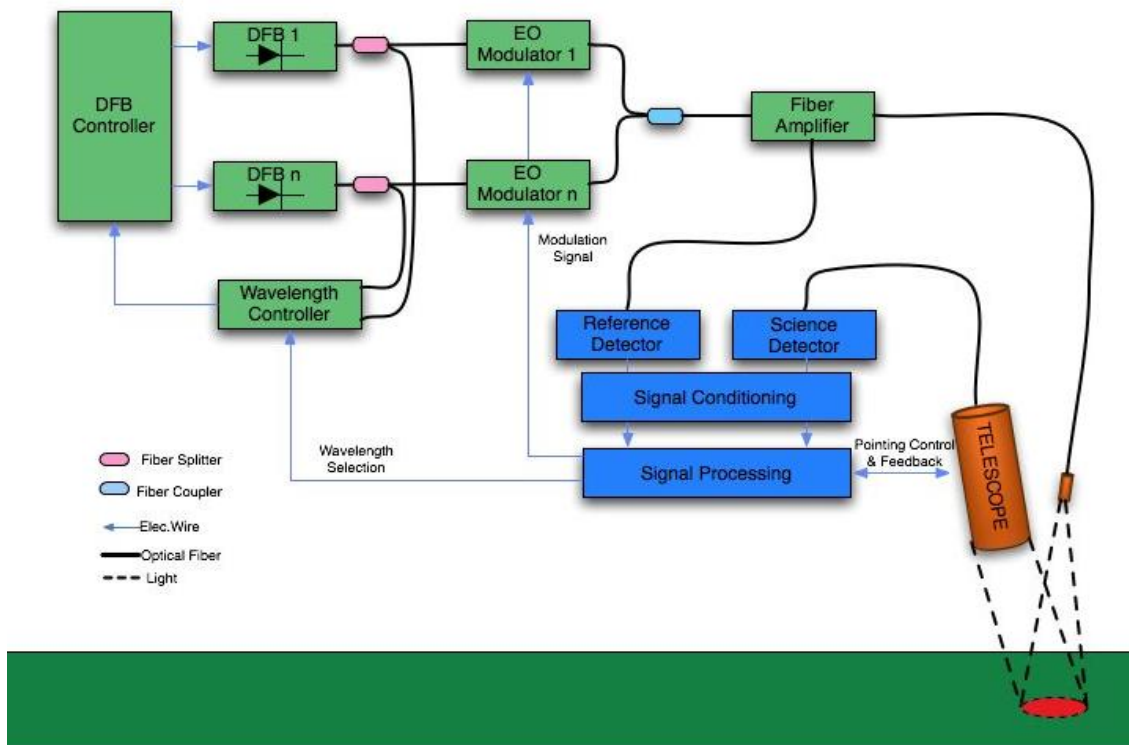 DFB
Controller
DFB 1
EO
Modulator 1
Fiber
Amplifier
DFB n
EO
Modulator n
Modulation
Signal
Wavelength
Controller
Reference
Detector
Science
Detector
Signal Conditioning
Wavelength
Selection
Signal Processing
Pointing Control
& Feedback
TELESCOPE
Fiber Splitter
Fiber Coupler
Elec.Wire
Optical Fiber
Light